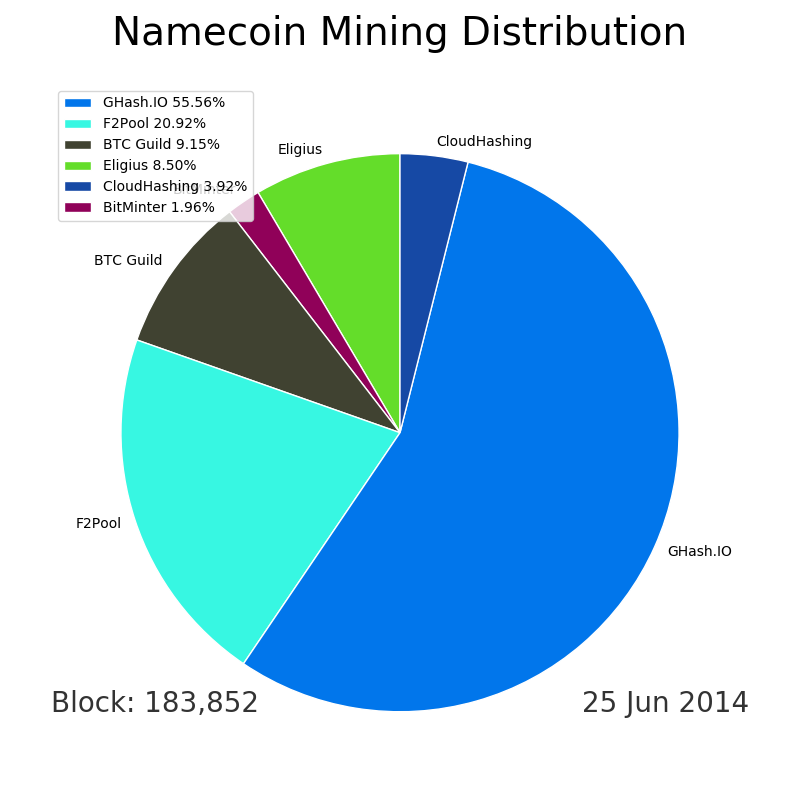 Namecoin Mining Distribution
GHash.IO 55.56%
F2Pool 20.92%
BTC Guild 9.15%
Eligius 8.50%
CloudHashing 3.92%
BitMinter 1.96%
Eligius
CloudHashing
BTC Guild
F2Pool
GHash.IO
Block: 183,852
25 Jun 2014